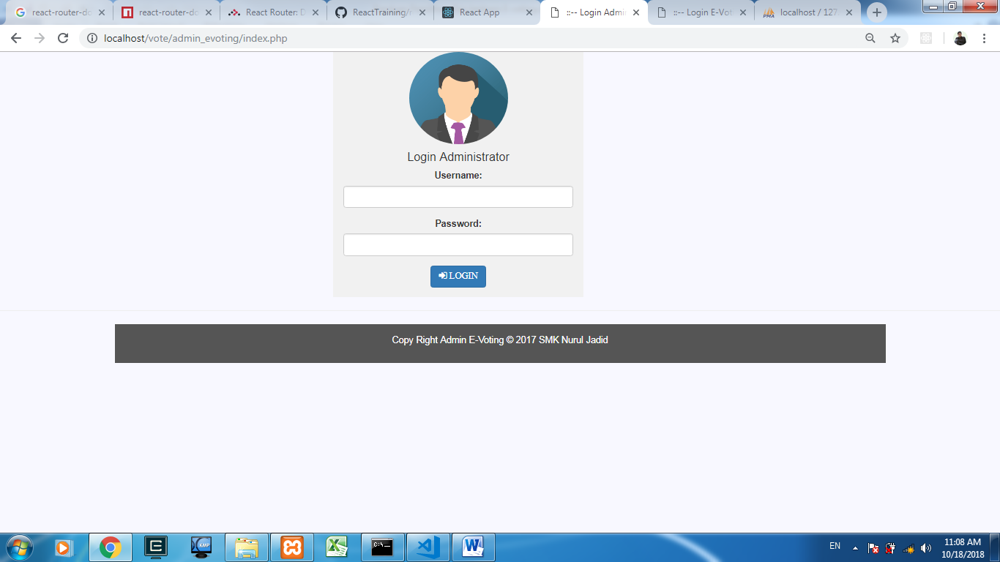 react-router-do
react-router-do
React Router: D
ReactTraining/r
React App
::-- Login Admi
::-- Login E-Vot
localhost / 127
localhost/vote/admin_evoting/index.php
Login Administrator
Username:
Password:
LOGIN
Copy Right Admin E-Voting © 2017 SMK Nurul Jadid
EN
11:08 AM
10/18/2018